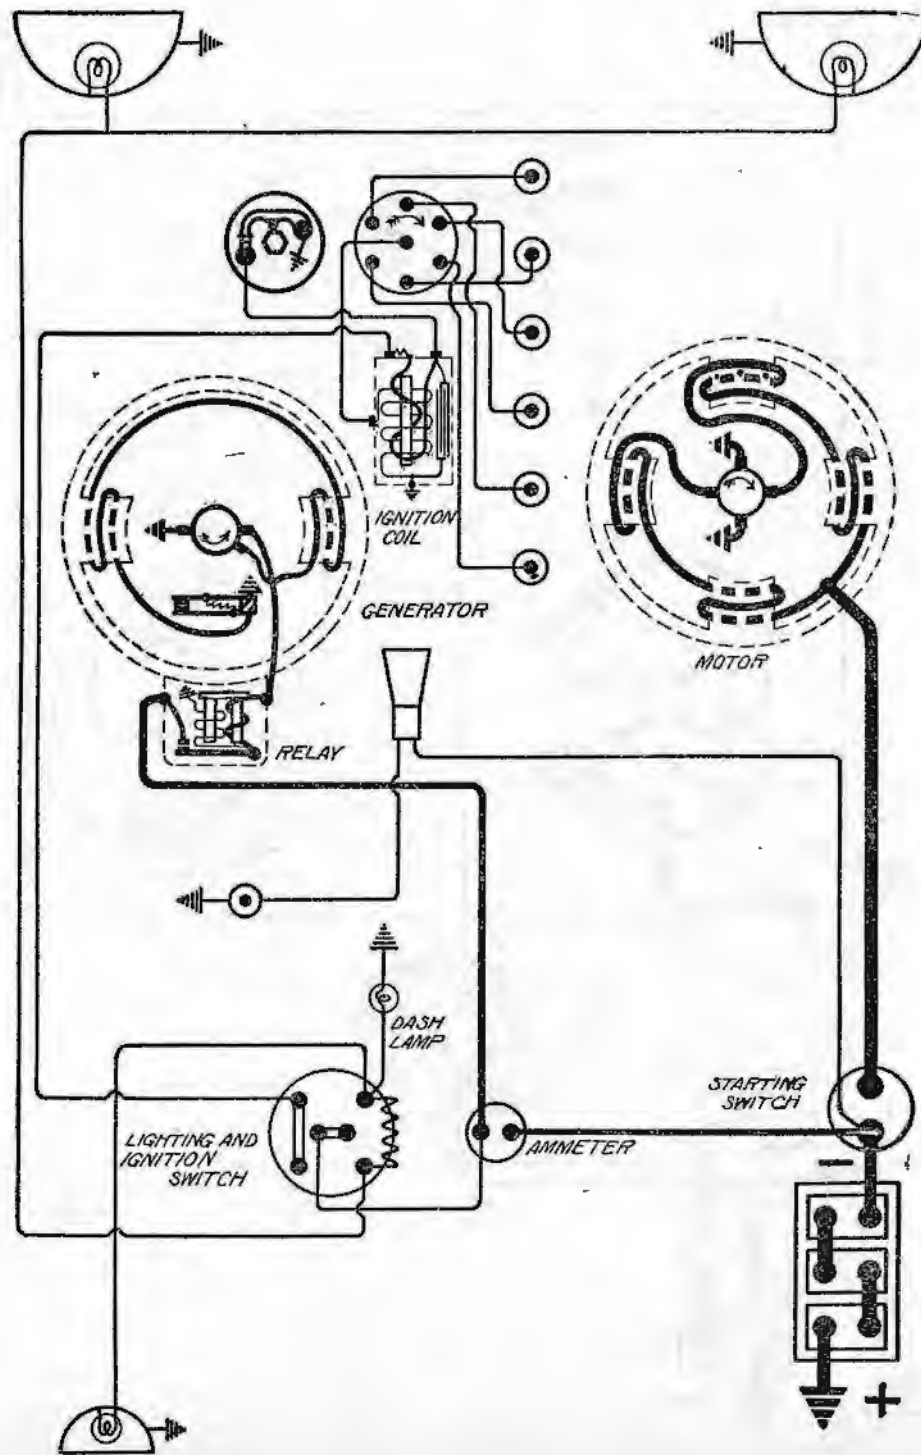 IGNITION
COIL
GENERATOR
MOTOR
RELAY
DASH
LAMP
STARTING
SWITCH
LIGHTING AND
IGNITION
SWITCH
AMMETER
−
+